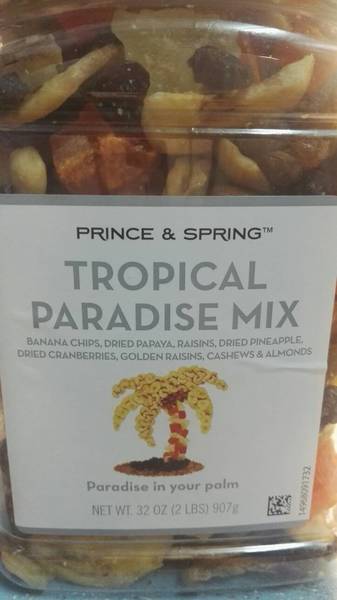 PRINCE & SPRING™
TROPICAL
PARADISE MIX
BANANA CHIPS, DRIED PAPAYA, RAISINS, DRIED PINEAPPLE,
DRIED CRANBERRIES, GOLDEN RAISINS, CASHEWS & ALMONDS
Paradise in your palm
NET WT. 32 OZ (2 LBS) 907g
14968091732